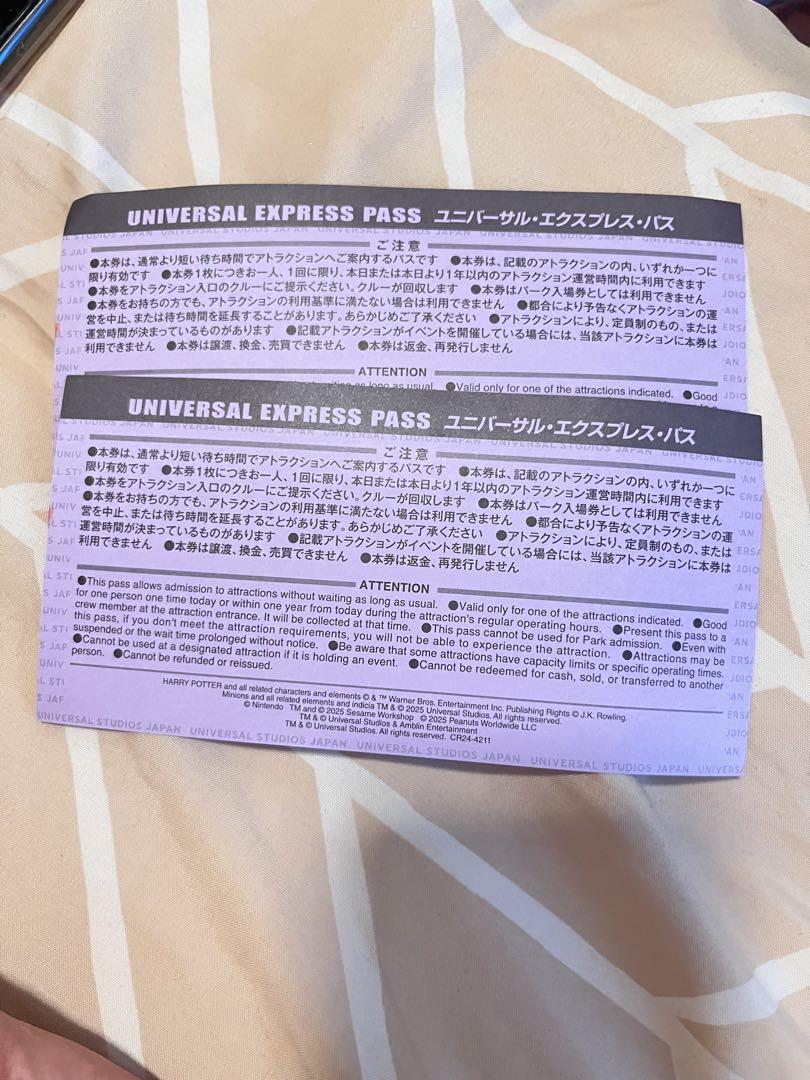 UNIVERSAL EXPRESS PASS ユニバーサル・エクスプレス・パス
ご注意
●本券は、通常より短い待ち時間でアトラクションへご案内するパスです ●本券は、記載のアトラクションの内、いずれか一つに
限り有効です ●本券1枚につきお一人、1回に限り、本日または本日より1年以内のアトラクション運営時間内に利用できます
●本券をアトラクション入口のクルーにご提示ください。クルーが回収します ●本券はパーク入場券としては利用できません
●本券をお持ちの方でも、アトラクションの利用基準に満たない場合は利用できません ●都合により予告なくアトラクションの運
営を中止、または待ち時間を延長することがあります。あらかじめご了承ください ●アトラクションにより、定員制のもの、または
運営時間が決まっているものがあります ●記載アトラクションがイベントを開催している場合には、当該アトラクションに本券は
利用できません ●本券は譲渡、換金、売買できません ●本券は返金、再発行しません
ATTENTION
as long as usual. ●Valid only for one of the attractions indicated. ●Good
UNIVERSAL EXPRESS PASS ユニバーサル・エクスプレス・パス
ご注意
●本券は、通常より短い待ち時間でアトラクションへご案内するパスです ●本券は、記載のアトラクションの内、いずれか一つに
限り有効です ●本券1枚につきお一人、1回に限り、本日または本日より1年以内のアトラクション運営時間内に利用できます
●本券をアトラクション入口のクルーにご提示ください。クルーが回収します ●本券はパーク入場券としては利用できません
●本券をお持ちの方でも、アトラクションの利用基準に満たない場合は利用できません ●都合により予告なくアトラクションの運
営を中止、または待ち時間を延長することがあります。あらかじめご了承ください ●アトラクションにより、定員制のもの、または
運営時間が決まっているものがあります ●記載アトラクションがイベントを開催している場合には、当該アトラクションに本券は
利用できません ●本券は譲渡、換金、売買できません ●本券は返金、再発行しません
ATTENTION
●This pass allows admission to attractions without waiting as long as usual. ●Valid only for one of the attractions indicated. ●Good
for one person one time today or within one year from today during the attraction's regular operating hours. ●Present this pass to a
crew member at the attraction entrance. It will be collected at that time. ●This pass cannot be used for Park admission. ●Even with
this pass, if you don't meet the attraction requirements, you will not be able to experience the attraction. ●Attractions may be
suspended or the wait time prolonged without notice. ●Be aware that some attractions have capacity limits or specific operating times.
●Cannot be used at a designated attraction if it is holding an event. ●Cannot be redeemed for cash, sold, or transferred to another
person. ●Cannot be refunded or reissued.
HARRY POTTER and all related characters and elements © & ™ Warner Bros. Entertainment Inc. Publishing Rights © J.K. Rowling.
Minions and all related elements and indicia TM & © 2025 Universal Studios. All rights reserved.
© Nintendo TM and © 2025 Sesame Workshop © 2025 Peanuts Worldwide LLC
TM & © Universal Studios & Amblin Entertainment
TM & © Universal Studios. All rights reserved. CR24-4211
UNIVERSAL STUDIOS JAPAN UNIVERSAL STUDIOS JAPAN UNIVERSAL STUDIOS JAPAN UNIVERSA